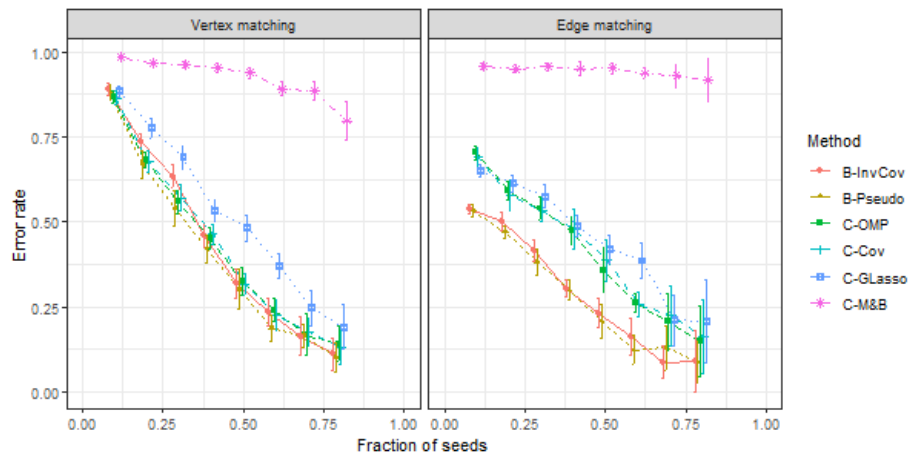 Vertex matching
Edge matching
1.00
0.75
0.50
0.25
0.00
Error rate
0.00 0.25 0.50 0.75 1.00
0.00 0.25 0.50 0.75 1.00
Fraction of seeds
Method
B-InvCov
B-Pseudo
C-OMP
C-Cov
C-GLasso
C-M&B